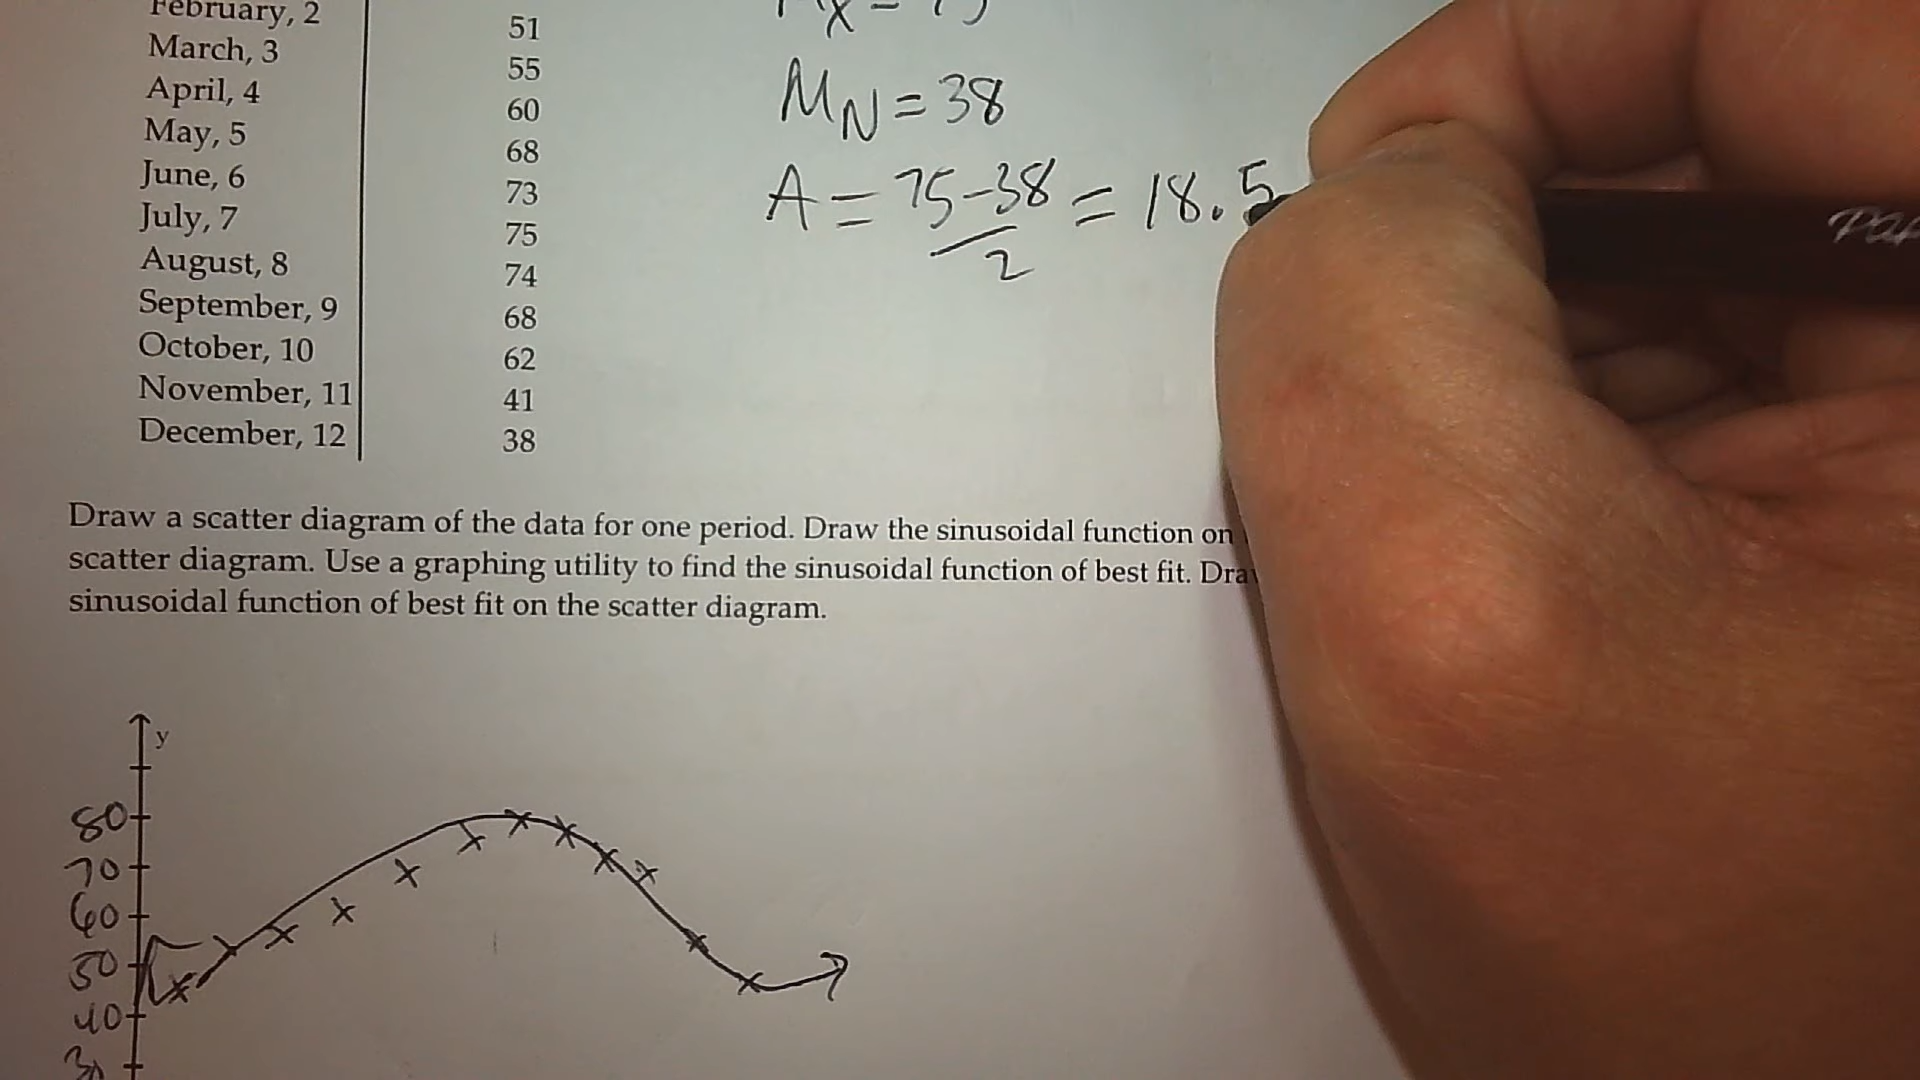 February, 2
March, 3
April, 4
May, 5
June, 6
July, 7
August, 8
September, 9
October, 10
November, 11
December, 12
51
55
60
68
73
75
74
68
62
41
38
MN = 38
A = 75-38 = 18.5
2
Draw a scatter diagram of the data for one period. Draw the sinusoidal function on
scatter diagram. Use a graphing utility to find the sinusoidal function of best fit.
sinusoidal function of best fit on the scatter diagram.
y
80
70
60
50
40
30